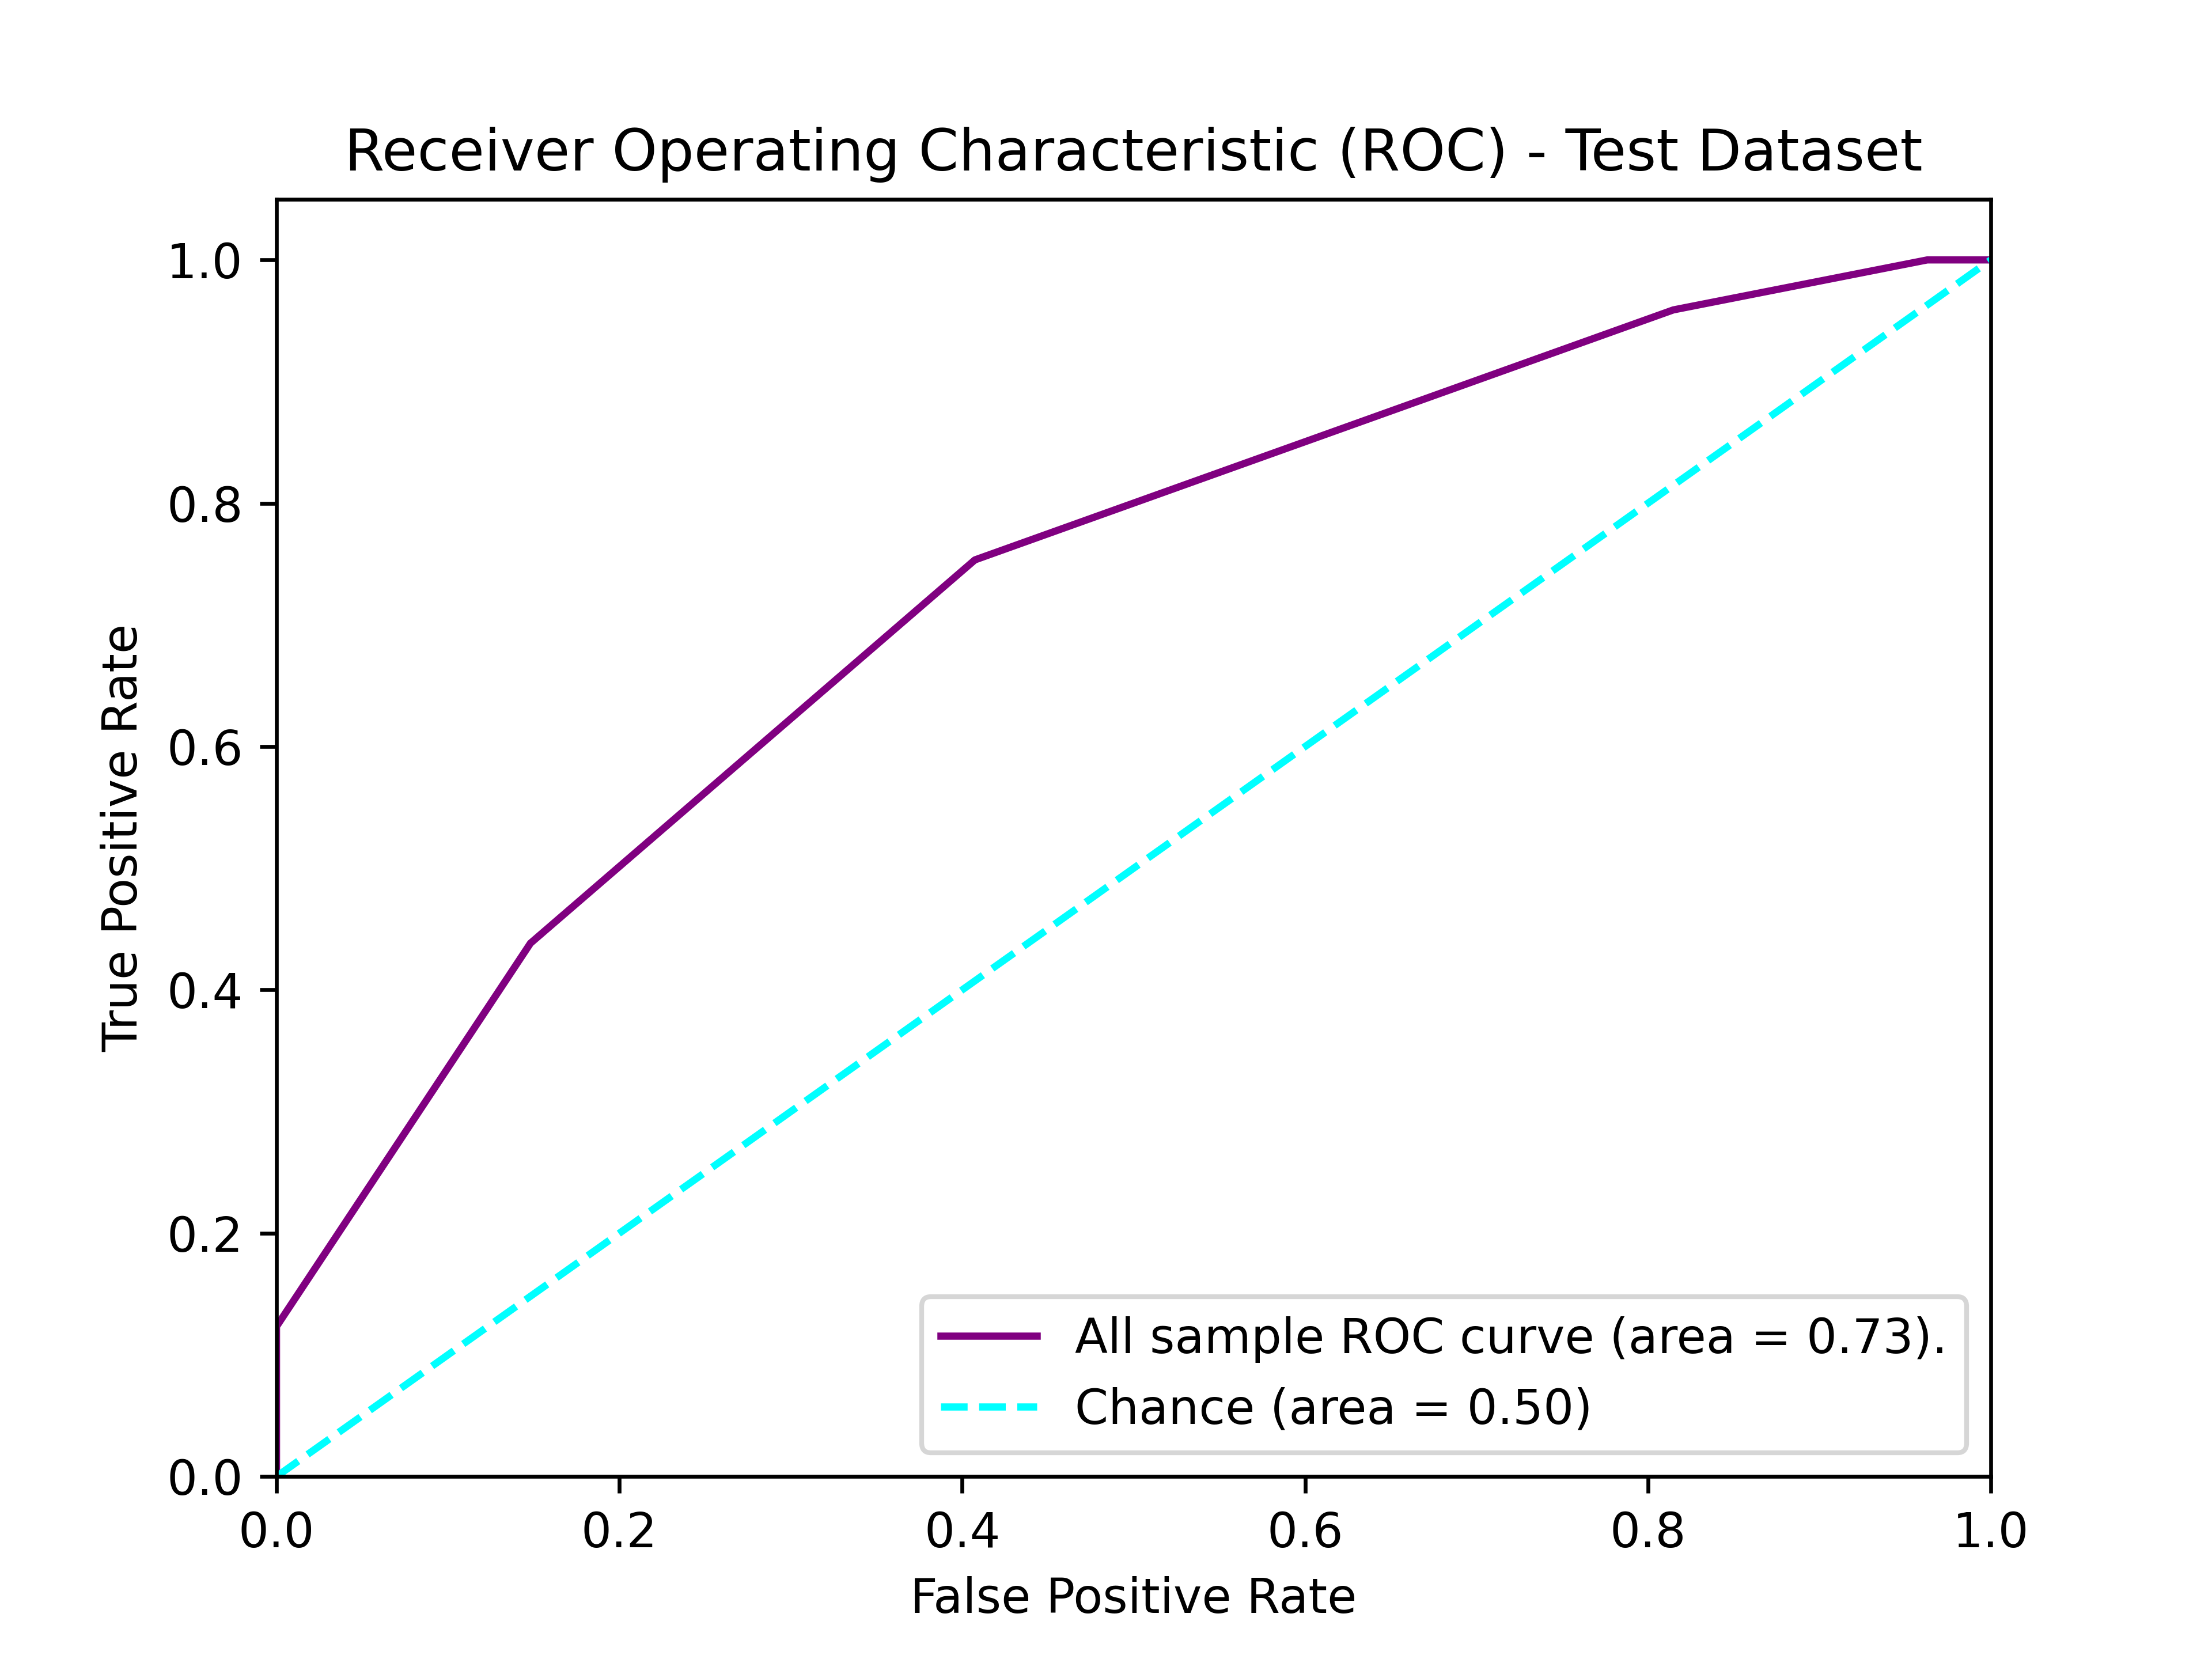 Receiver Operating Characteristic (ROC) - Test Dataset
True Positive Rate
1.0
0.8
0.6
0.4
0.2
0.0
All sample ROC curve (area = 0.73).
Chance (area = 0.50)
0.0 0.2 0.4 0.6 0.8 1.0
False Positive Rate